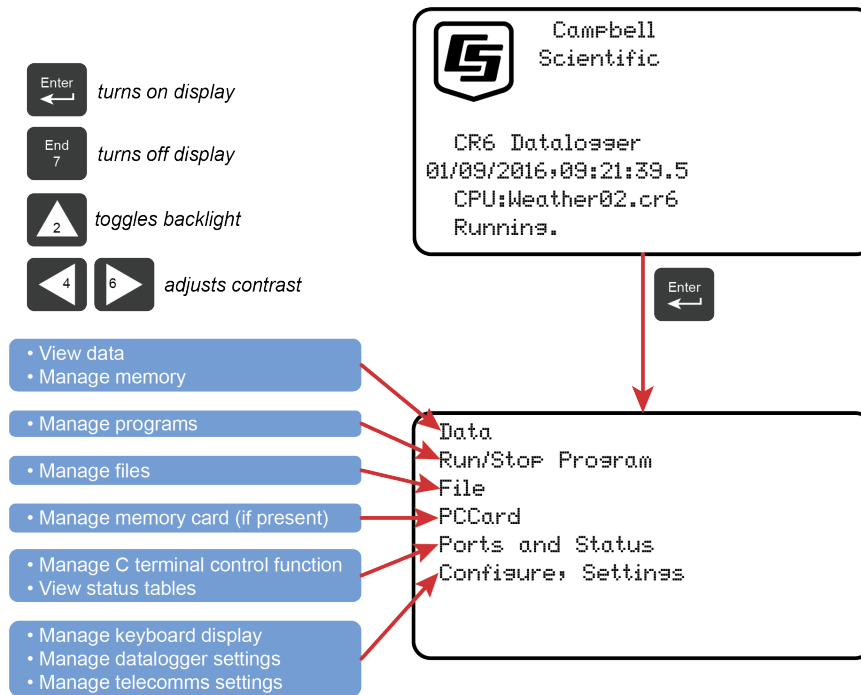 Enter
turns on display
End
7
turns off display
2
toggles backlight
4
6
adjusts contrast
CS
Campbell
Scientific
CR6 Datalogger
01/09/2016,09:21:39.5
CPU:Weather02.cr6
Running.
Enter
• View data
• Manage memory
• Manage programs
• Manage files
• Manage memory card (if present)
• Manage C terminal control function
• View status tables
• Manage keyboard display
• Manage datalogger settings
• Manage telecomms settings
Data
Run/Stop Program
File
PCCard
Ports and Status
Configure, Settings